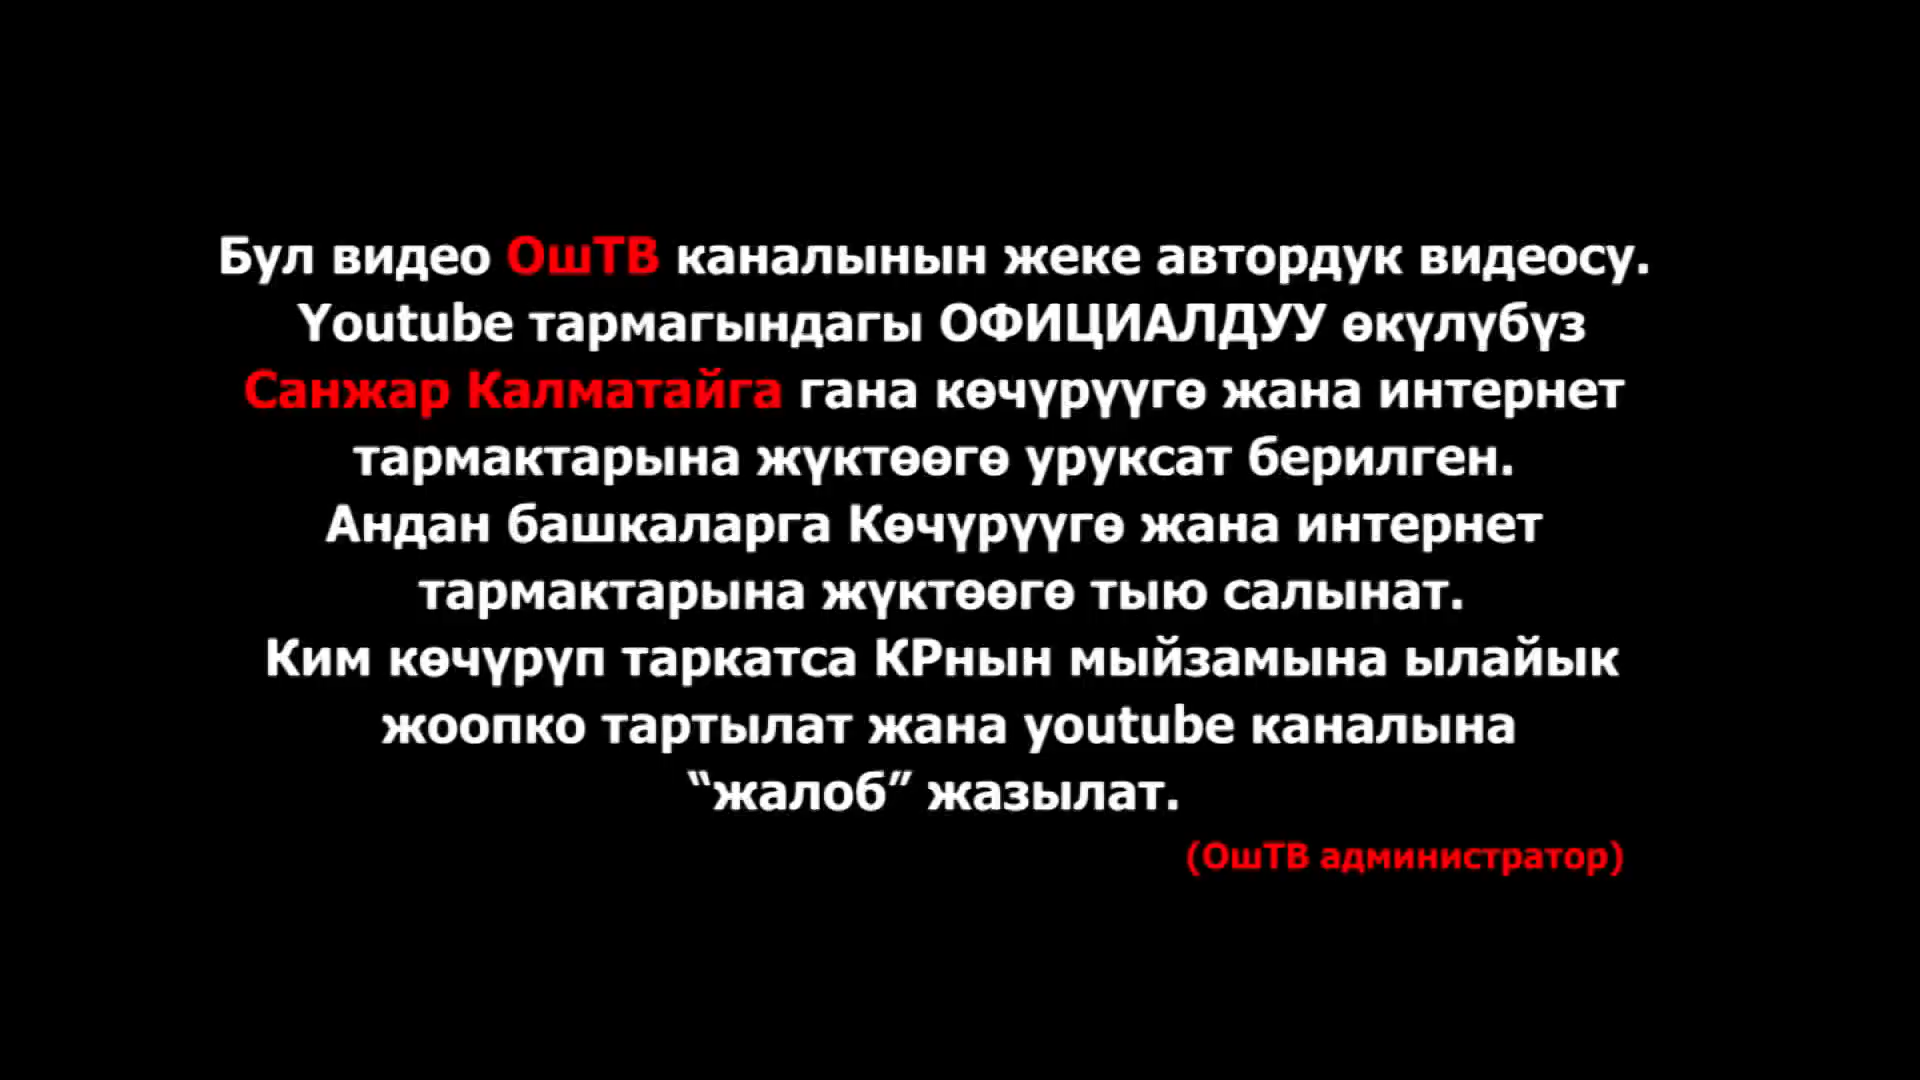 Бул видео ОшТВ каналынын жеке автордук видеосу.
Youtube тармагындагы ОФИЦИАЛДУУ өкүлүбүз
Санжар Калматайга гана көчүрүүгө жана интернет
тармактарына жүктөөгө уруксат берилген.
Андан башкаларга Көчүрүүгө жана интернет
тармактарына жүктөөгө тыю салынат.
Ким көчүрүп таркатса КРнын мыйзамына ылайык
жоопко тартылат жана youtube каналына
“жалоб” жазылат.
(ОшТВ администратор)